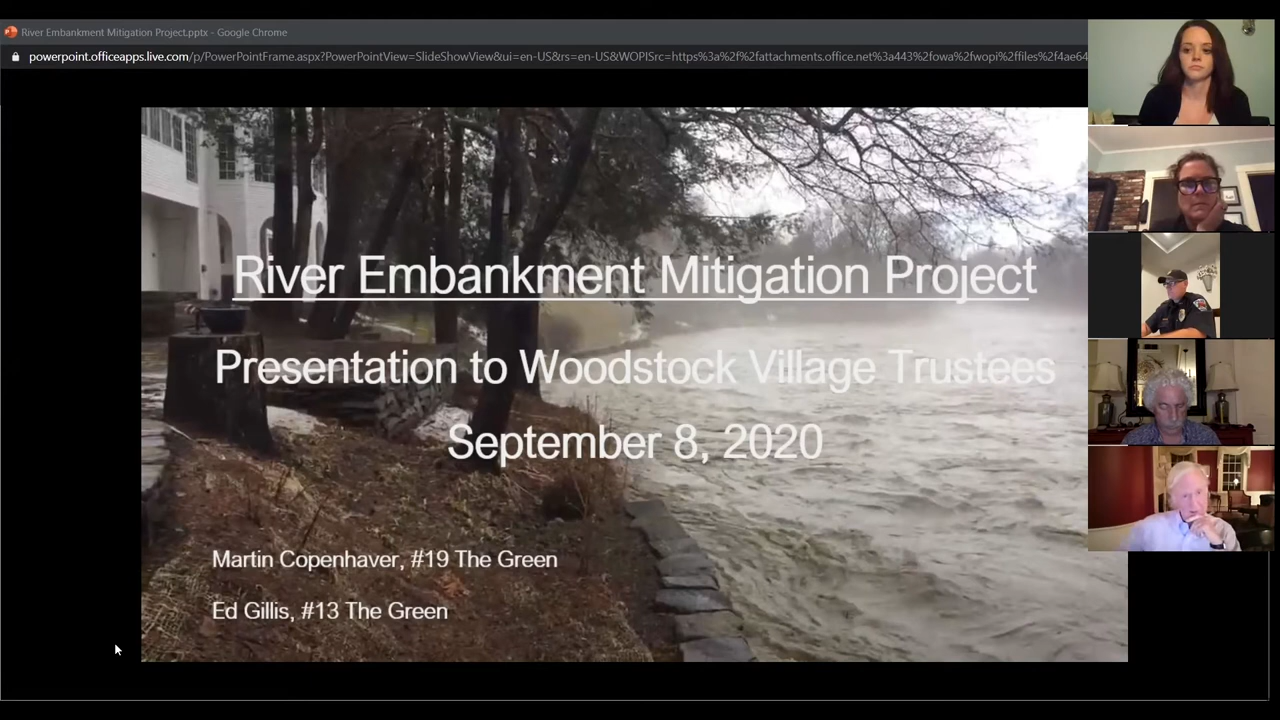 River Embankment Mitigation Project.pptx - Google Chrome
powerpoint.officeapps.live.com/p/PowerPointFrame.aspx?PowerPointView=SlideShowView&ui=en-US&rs=en-US&WOPISrc=https%3a%2f%2fattachments.office.net%3a443%2fowa%2fwopi%2ffiles%2f4ae64
River Embankment Mitigation Project
Presentation to Woodstock Village Trustees
September 8, 2020
Martin Copenhaver, #19 The Green
Ed Gillis, #13 The Green